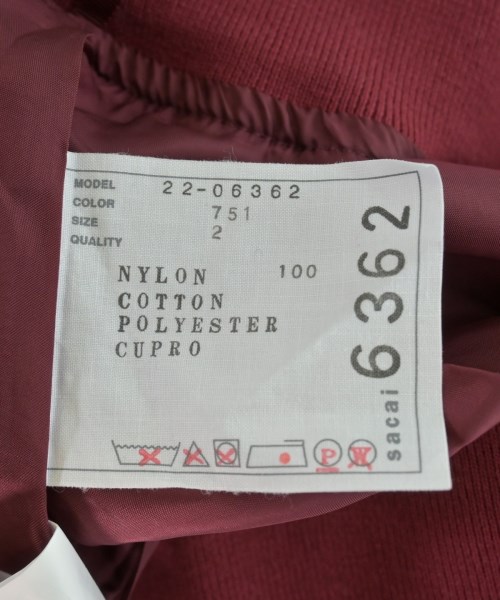 MODEL 22-06362
COLOR 751
SIZE 2
QUALITY
NYLON 100
COTTON
POLYESTER
CUPRO
P W
sacai 6362